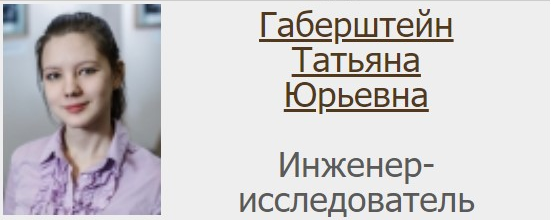 Габерштейн
Татьяна
Юрьевна
Инженер-
исследователь